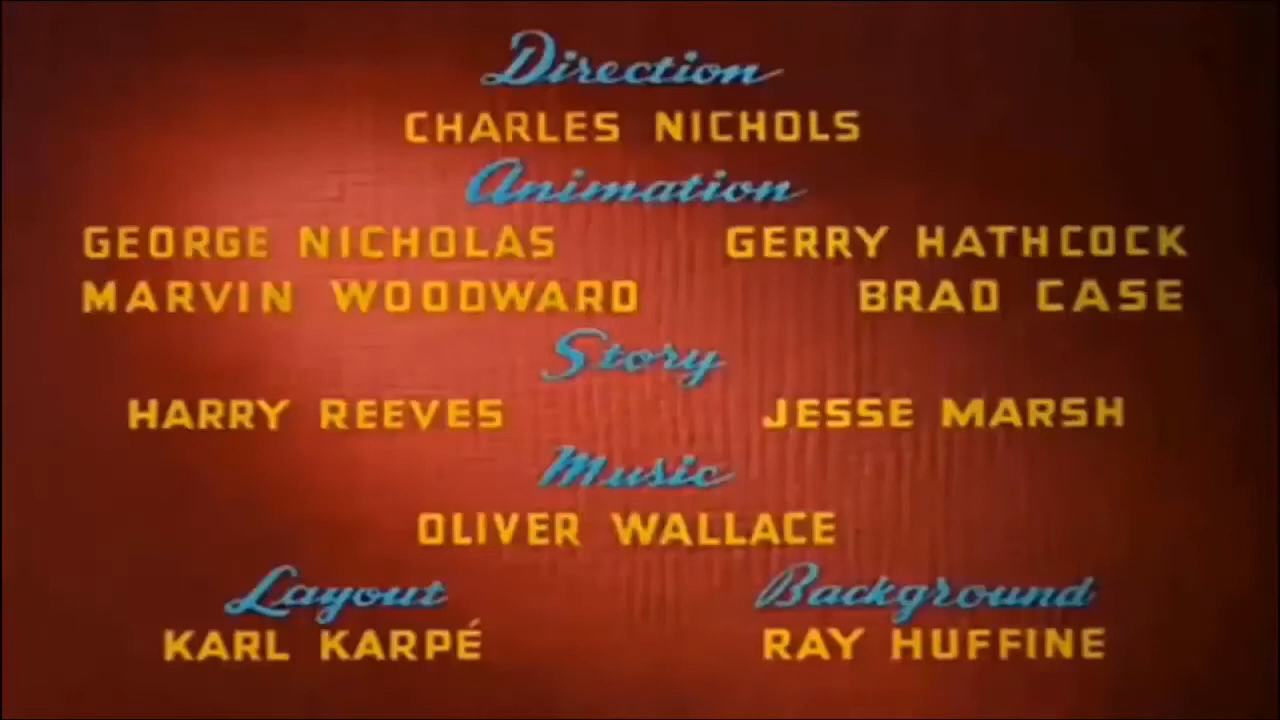 Direction
CHARLES NICHOLS
Animation
GEORGE NICHOLAS GERRY HATHCOCK
MARVIN WOODWARD BRAD CASE
Story
HARRY REEVES JESSE MARSH
Music
OLIVER WALLACE
Layout Background
KARL KARPÉ RAY HUFFINE